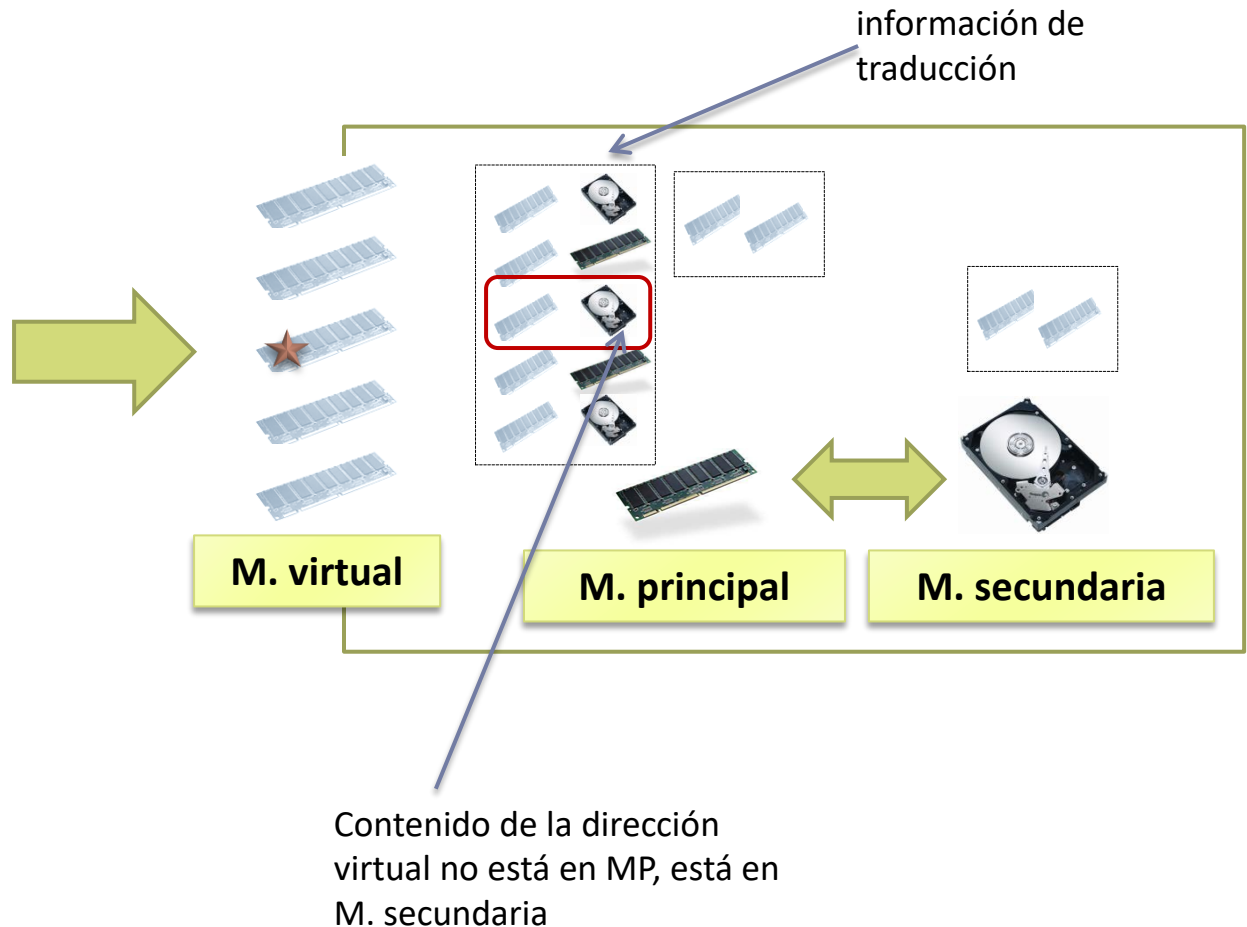 información de
traducción
M. virtual
M. principal
M. secundaria
Contenido de la dirección
virtual no está en MP, está en
M. secundaria